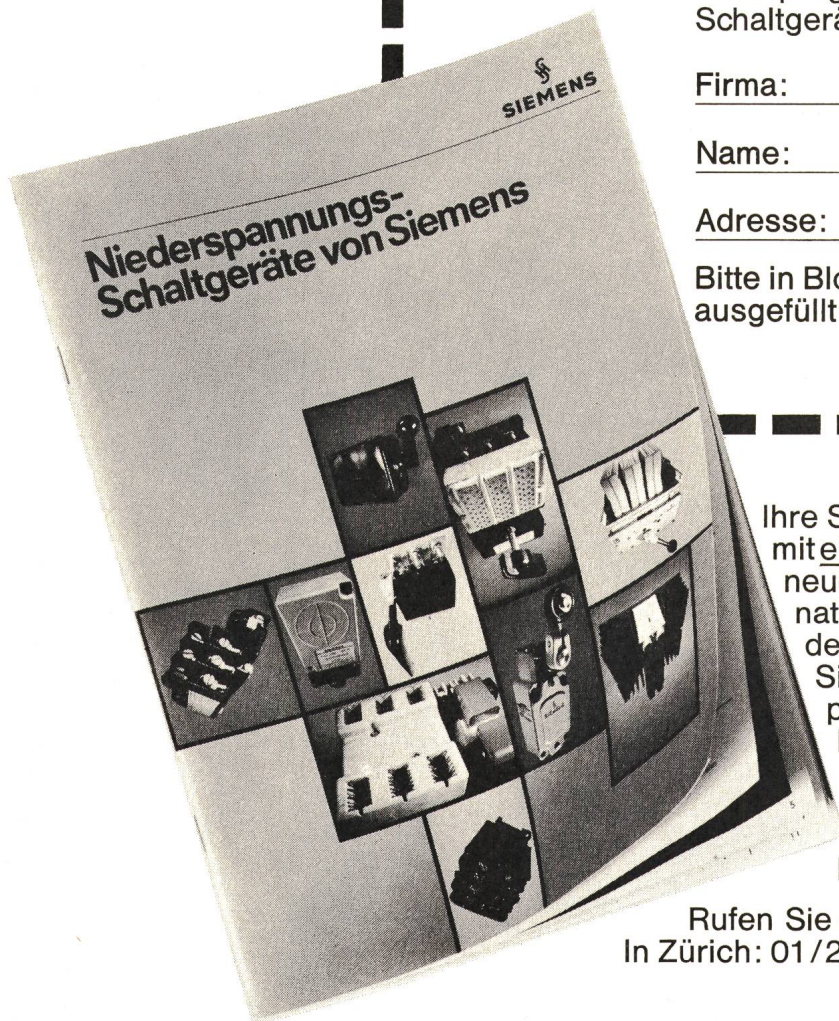 Schaltgerä
Firma:
Name:
Adresse:
Bitte in Blo
ausgefüllt
SIEMENS
Niederspannungs-
Schaltgeräte von Siemens
Ihre S
mit e
neu
nat
de
Si
p
Rufen Sie
In Zürich: 01/2